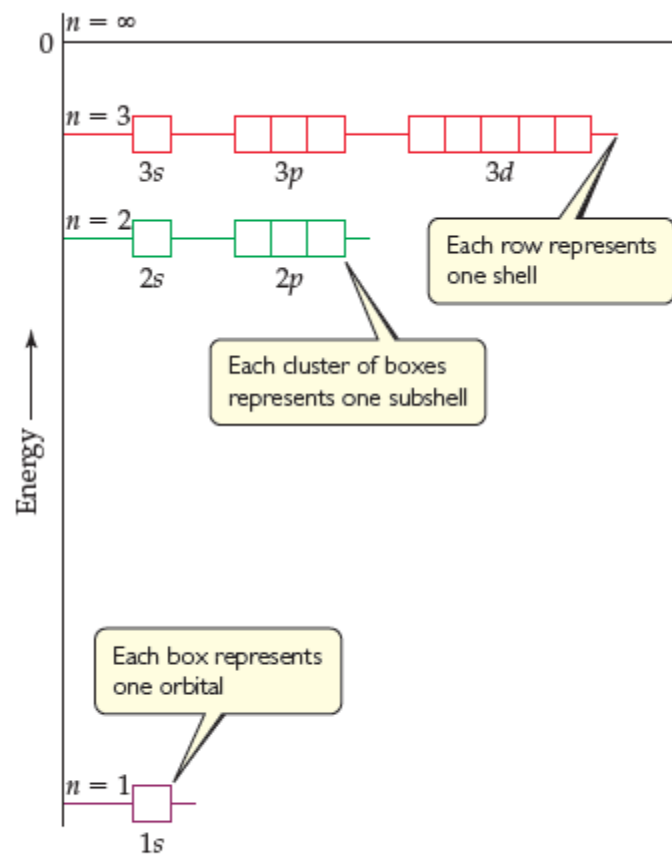 n = ∞
0
n = 3
3s
3p
3d
n = 2
2s
2p
Each row represents
one shell
Each cluster of boxes
represents one subshell
Energy
Each box represents
one orbital
n = 1
1s